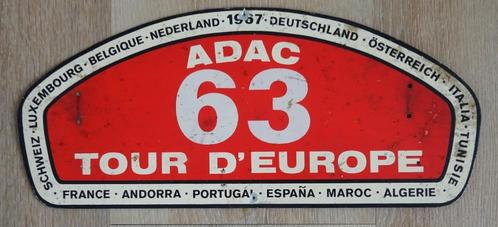 SCHWEIZ · LUXEMBOURG · BELGIQUE · NEDERLAND · 1967 · DEUTSCHLAND · ÖSTERREICH · ITALIA · TUNISIE
ADAC
63
TOUR D'EUROPE
· FRANCE · ANDORRA · PORTUGAL · ESPAÑA · MAROC · ALGERIE ·